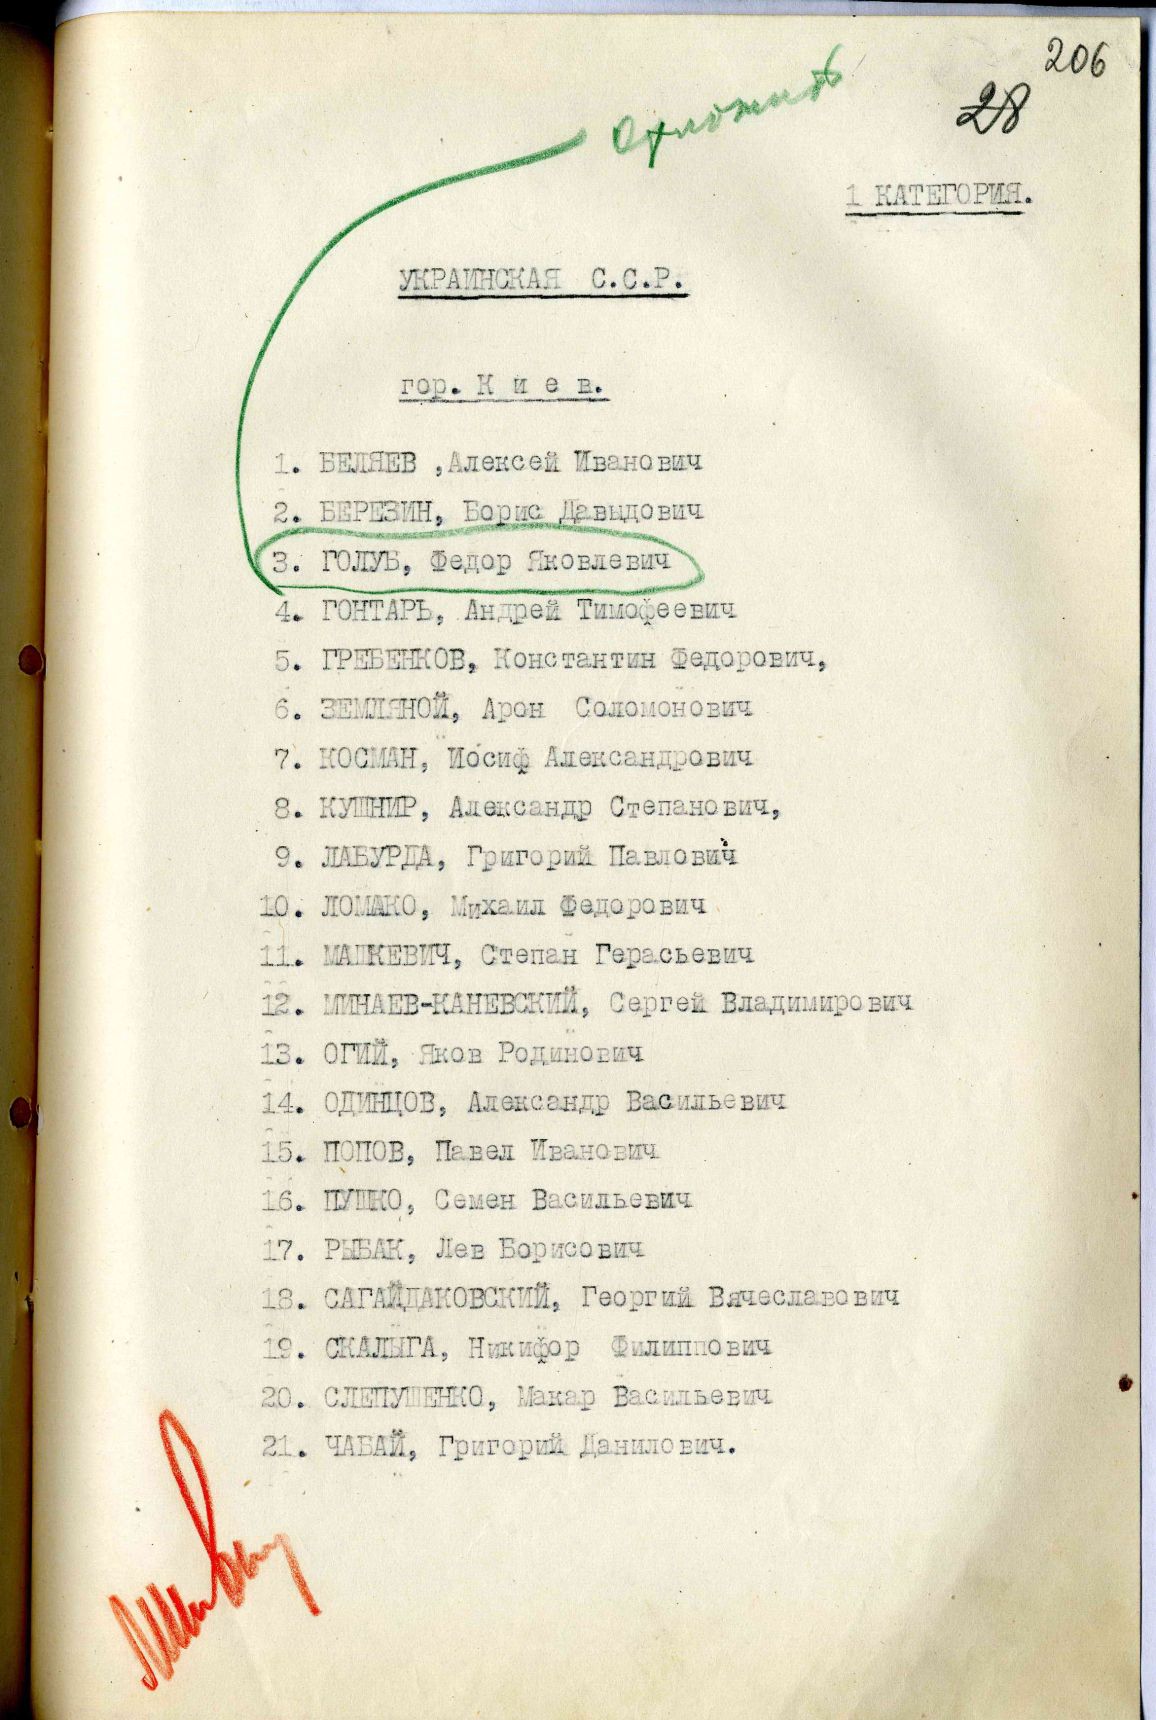 206
28
отложить
1 КАТЕГОРИЯ.
УКРАИНСКАЯ С.С.Р.
гор. К и е в.
1. БЕЛЯЕВ ,Алексей Иванович
2. БЕРЕЗИН, Борис Давыдович
3. ГОЛУБ, Федор Яковлевич
4. ГОНТАРЬ, Андрей Тимофеевич
5. ГРЕБЕНКОВ, Константин Федорович,
6. ЗЕМЛЯНОЙ, Арон Соломонович
7. КОСМАН, Иосиф Александрович
8. КУШНИР, Александр Степанович,
9. ЛАБУРДА, Григорий Павлович
10. ЛОМАКО, Михаил Федорович
11. МАЦКЕВИЧ, Степан Герасьевич
12. МИНАЕВ-КАНЕВСКИЙ, Сергей Владимирович
13. ОГИЙ, Яков Родинович
14. ОДИНЦОВ, Александр Васильевич
15. ПОПОВ, Павел Иванович
16. ПУШКО, Семен Васильевич
17. РЫБАК, Лев Борисович
18. САГАЙДАКОВСКИЙ, Георгий Вячеславович
19. СКАЛЫГА, Никифор Филиппович
20. СЛЕПУШЕНКО, Макар Васильевич
21. ЧАБАЙ, Григорий Данилович.